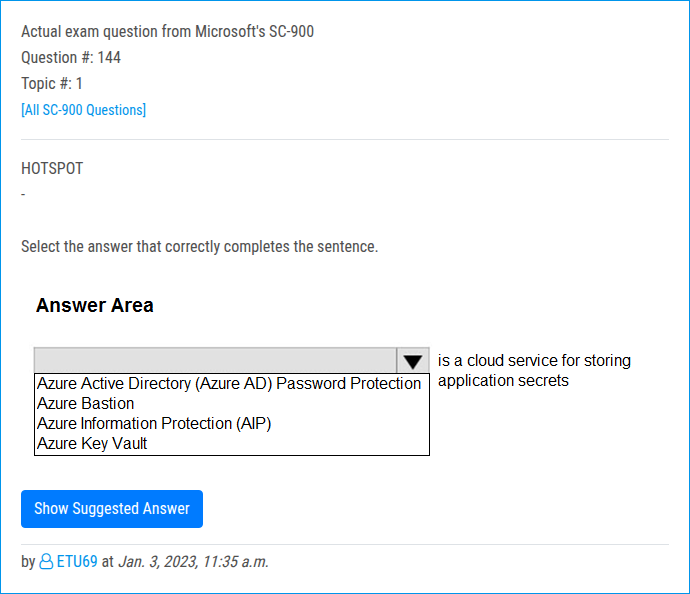 Actual exam question from Microsoft's SC-900
Question #: 144
Topic #: 1
[All SC-900 Questions]
HOTSPOT
-
Select the answer that correctly completes the sentence.
Answer Area
is a cloud service for storing
application secrets
Azure Active Directory (Azure AD) Password Protection
Azure Bastion
Azure Information Protection (AIP)
Azure Key Vault
Show Suggested Answer
by ETU69 at Jan. 3, 2023, 11:35 a.m.